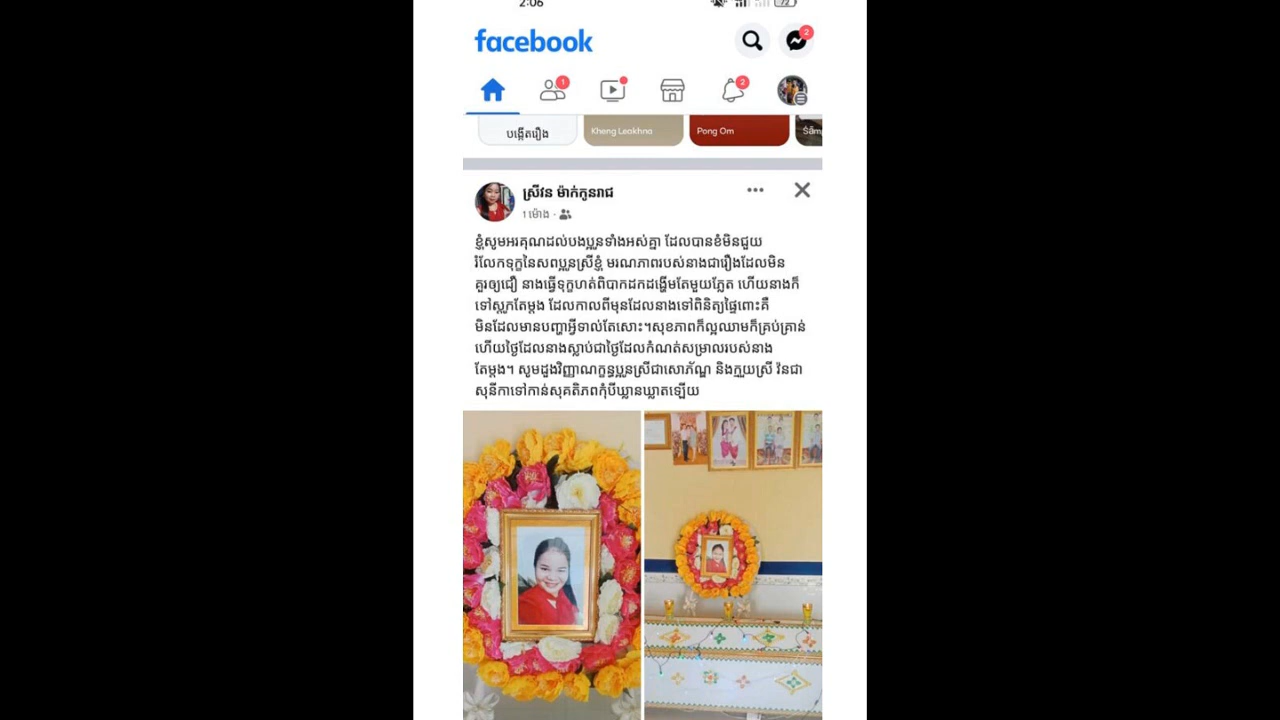 2:06
72
facebook
2
1
2
បង្កើតរឿង
Kheng Leakhna
Pong Om
ស្រីវន ម៉ាក់កូនរាជ
1 ម៉ោង ·
ខ្ញុំសូមអរគុណដល់បងប្អូនទាំងអស់គ្នា ដែលបានខំមិនជួយ
រំលែកទុក្ខនៃសពប្អូនស្រីខ្ញុំ មរណភាពរបស់នាងជារឿងដែលមិន
គួរឲ្យជឿ នាងធ្វើទុក្ខហត់ពិបាកដកដង្ហើមតែមួយភ្លែត ហើយនាងក៏
ទៅស្តូកតែម្តង ដែលកាលពីមុនដែលនាងទៅពិនិត្យផ្ទៃពោះគឺ
មិនដែលមានបញ្ហាអ្វីទាល់តែសោះ។សុខភាពក៏ល្អឈាមក៏គ្រប់គ្រាន់
ហើយថ្ងៃដែលនាងស្លាប់ជាថ្ងៃដែលកំណត់សម្រាលរបស់នាង
តែម្តង។ សូមដួងវិញ្ញាណក្ខន្ធប្អូនស្រីជាសោភ័ណ្ឌ និងក្មួយស្រី វ៉នជា
សុនីកាទៅកាន់សុគតិភពកុំបីឃ្លានឃ្លាតឡើយ